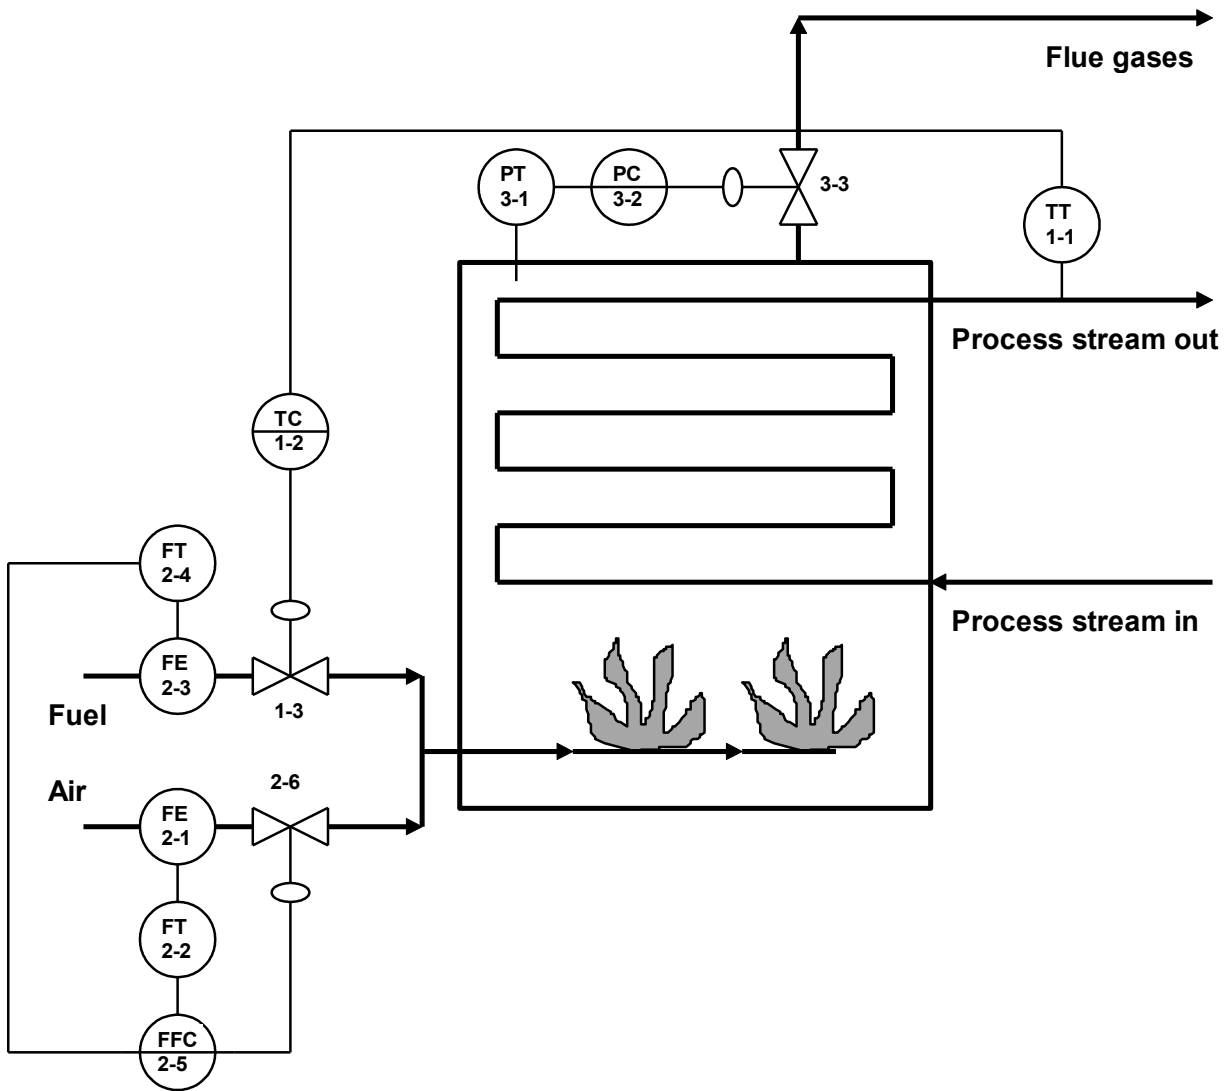 Flue gases
PT
3-1
PC
3-2
3-3
TT
1-1
Process stream out
TC
1-2
FT
2-4
Process stream in
FE
2-3
1-3
Fuel
2-6
Air
FE
2-1
FT
2-2
FFC
2-5